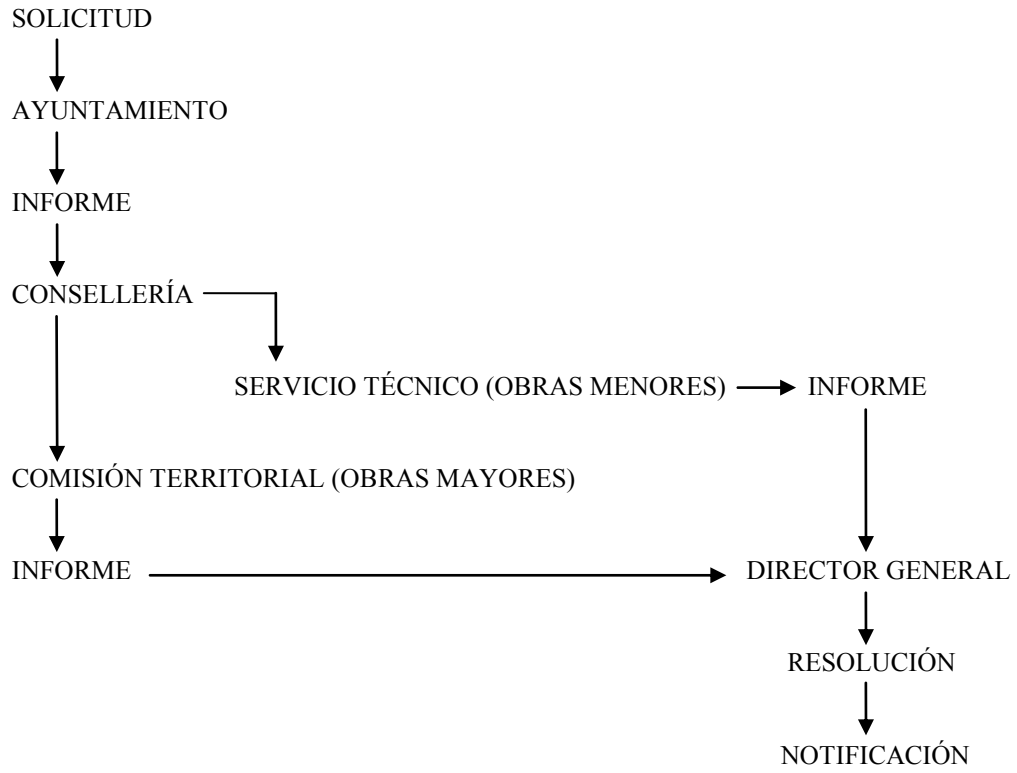 SOLICITUD
AYUNTAMIENTO
INFORME
CONSELLERÍA
SERVICIO TÉCNICO (OBRAS MENORES)
INFORME
COMISIÓN TERRITORIAL (OBRAS MAYORES)
INFORME
DIRECTOR GENERAL
RESOLUCIÓN
NOTIFICACIÓN